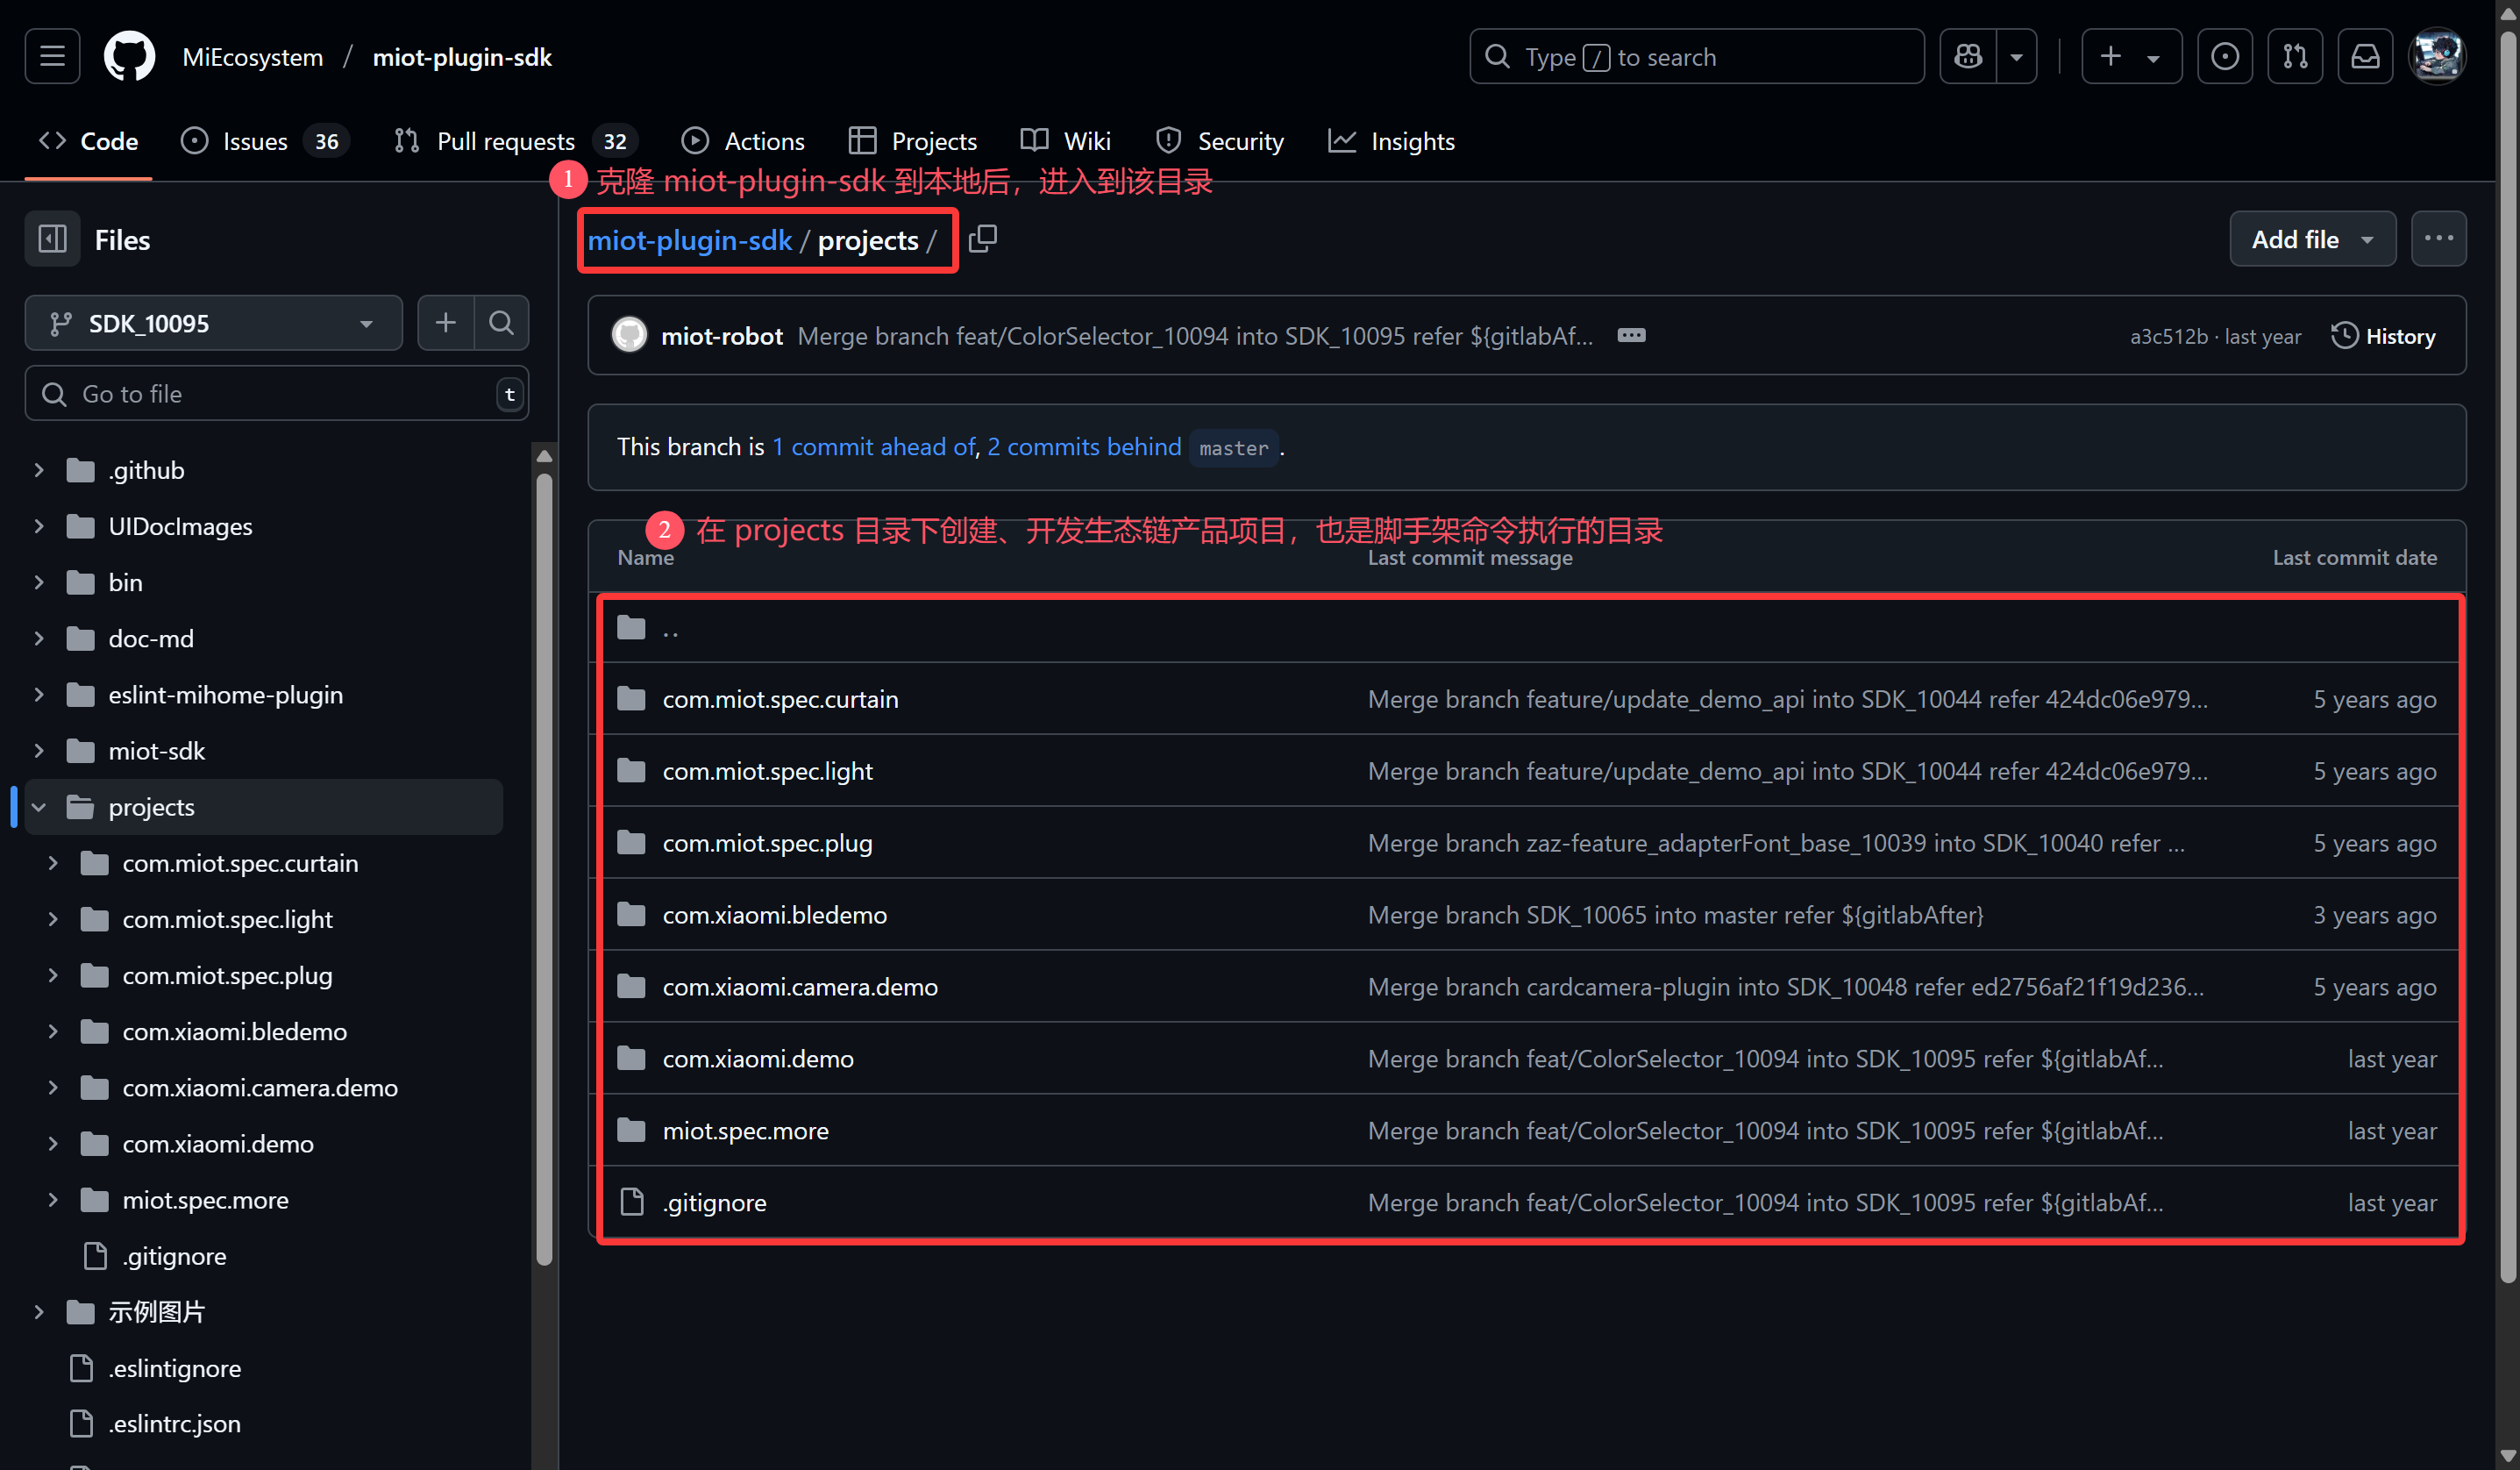 MiEcosystem / miot-plugin-sdk
Type / to search
Code
Issues 36
Pull requests 32
Actions
Projects
Wiki
Security
Insights
1 克隆 miot-plugin-sdk 到本地后，进入到该目录
Files
miot-plugin-sdk / projects /
Add file
SDK_10095
miot-robot Merge branch feat/ColorSelector_10094 into SDK_10095 refer ${gitlabAf...
a3c512b · last year
History
Go to file
t
This branch is 1 commit ahead of, 2 commits behind master .
2 在 projects 目录下创建、开发生态链产品项目，也是脚手架命令执行的目录
Name Last commit message Last commit date
..
com.miot.spec.curtain Merge branch feature/update_demo_api into SDK_10044 refer 424dc06e979... 5 years ago
com.miot.spec.light Merge branch feature/update_demo_api into SDK_10044 refer 424dc06e979... 5 years ago
com.miot.spec.plug Merge branch zaz-feature_adapterFont_base_10039 into SDK_10040 refer ... 5 years ago
com.xiaomi.bledemo Merge branch SDK_10065 into master refer ${gitlabAfter} 3 years ago
com.xiaomi.camera.demo Merge branch cardcamera-plugin into SDK_10048 refer ed2756af21f19d236... 5 years ago
com.xiaomi.demo Merge branch feat/ColorSelector_10094 into SDK_10095 refer ${gitlabAf... last year
miot.spec.more Merge branch feat/ColorSelector_10094 into SDK_10095 refer ${gitlabAf... last year
.gitignore Merge branch feat/ColorSelector_10094 into SDK_10095 refer ${gitlabAf... last year
.github
UIDocImages
bin
doc-md
eslint-mihome-plugin
miot-sdk
projects
com.miot.spec.curtain
com.miot.spec.light
com.miot.spec.plug
com.xiaomi.bledemo
com.xiaomi.camera.demo
com.xiaomi.demo
miot.spec.more
.gitignore
示例图片
.eslintignore
.eslintrc.json